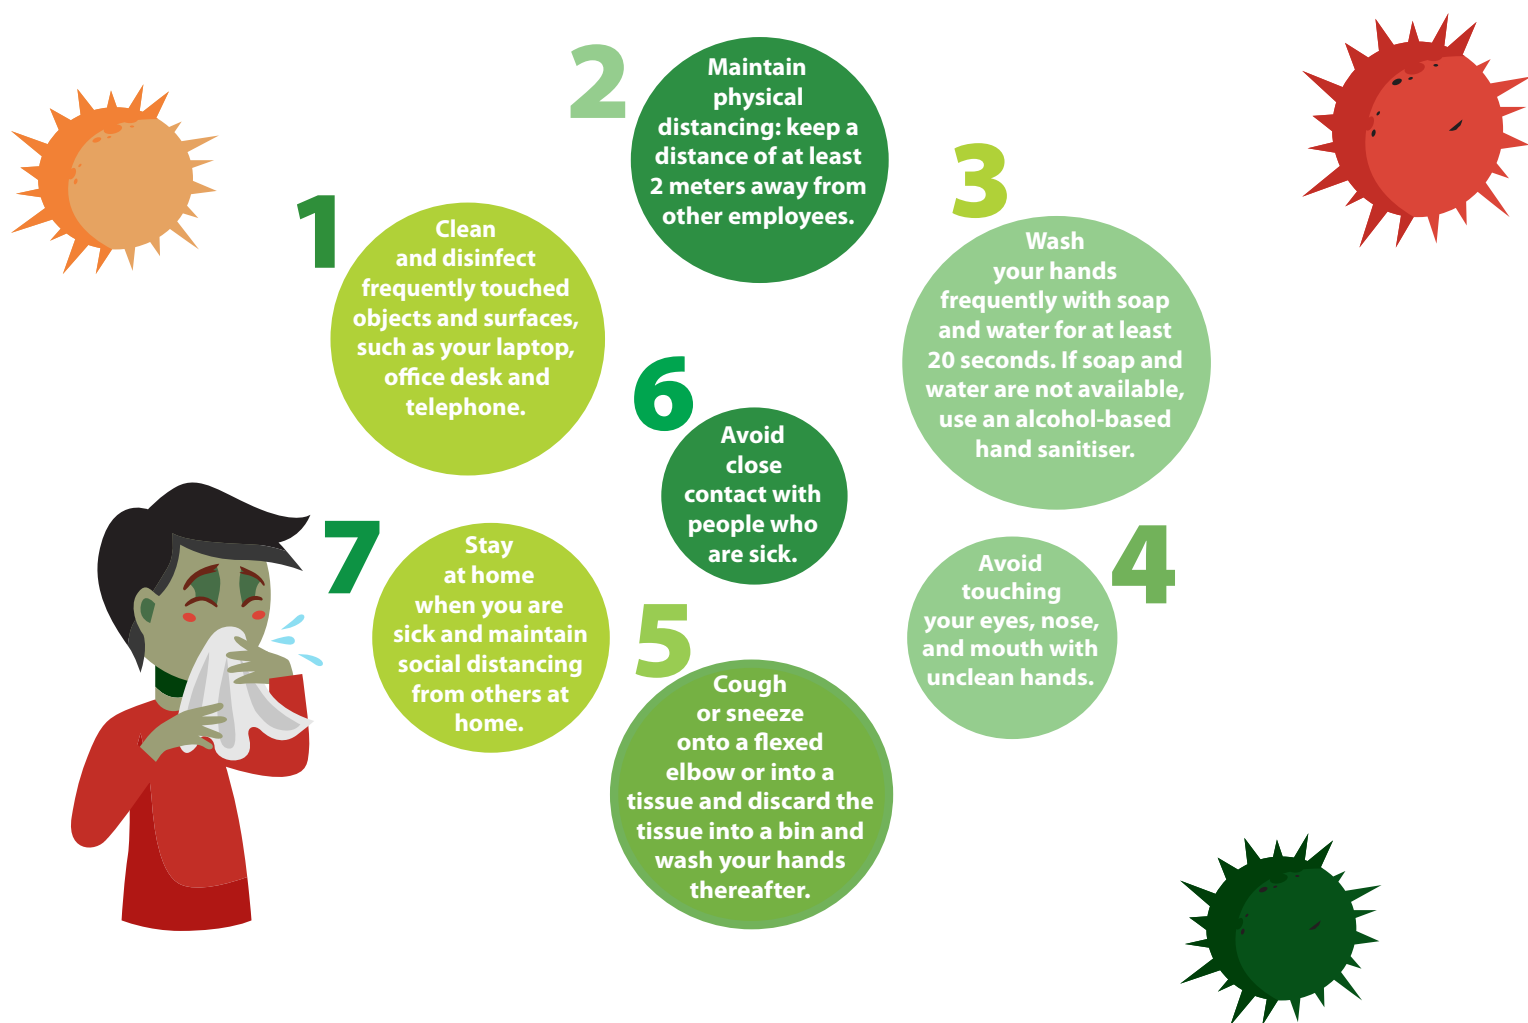 1
Clean
and disinfect
frequently touched
objects and surfaces,
such as your laptop,
office desk and
telephone.
2
Maintain
physical
distancing: keep a
distance of at least
2 meters away from
other employees.
3
Wash
your hands
frequently with soap
and water for at least
20 seconds. If soap and
water are not available,
use an alcohol-based
hand sanitiser.
4
Avoid
touching
your eyes, nose,
and mouth with
unclean hands.
5
Cough
or sneeze
onto a flexed
elbow or into a
tissue and discard the
tissue into a bin and
wash your hands
thereafter.
6
Avoid
close
contact with
people who
are sick.
7
Stay
at home
when you are
sick and maintain
social distancing
from others at
home.